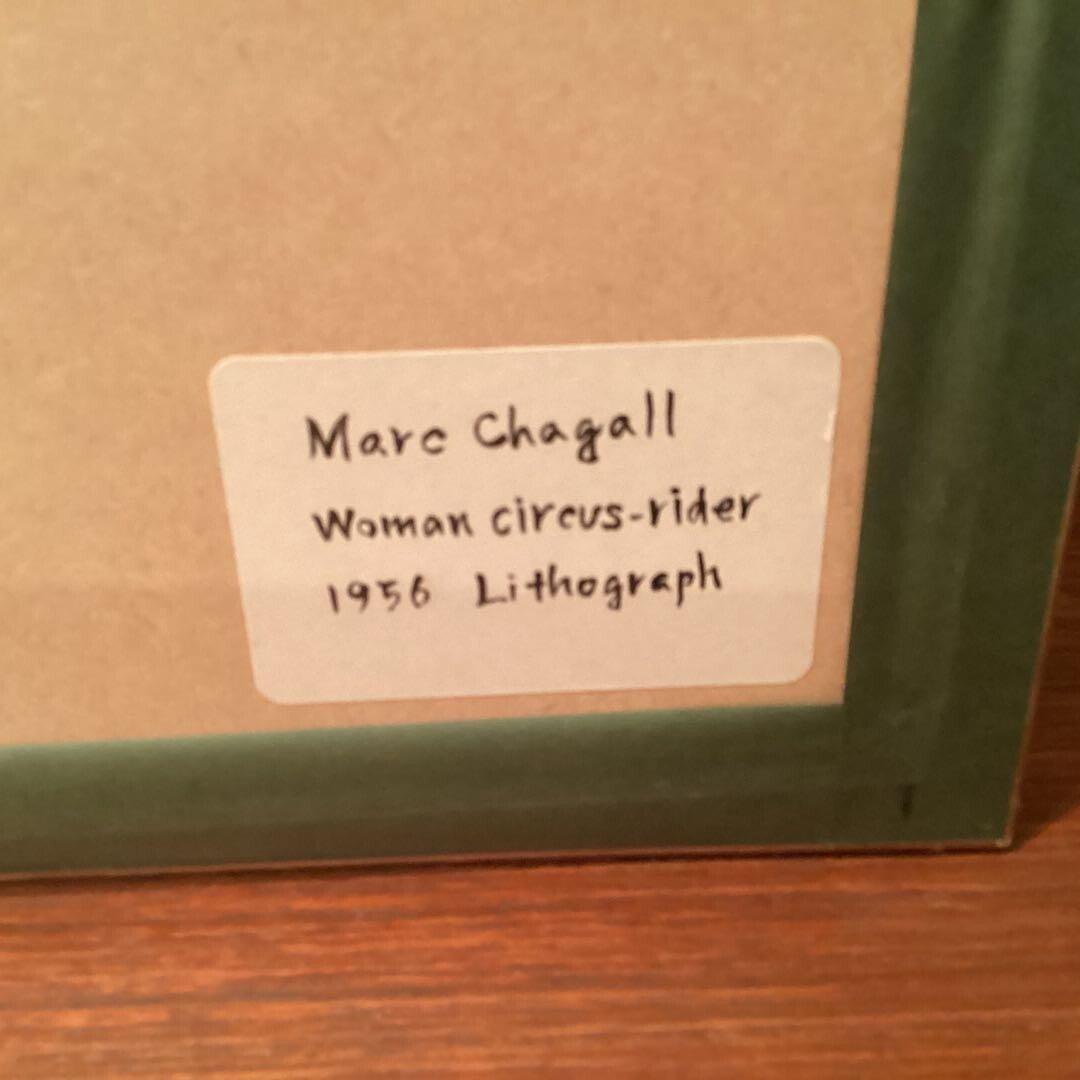 Marc Chagall
Woman circus-rider
1956 Lithograph